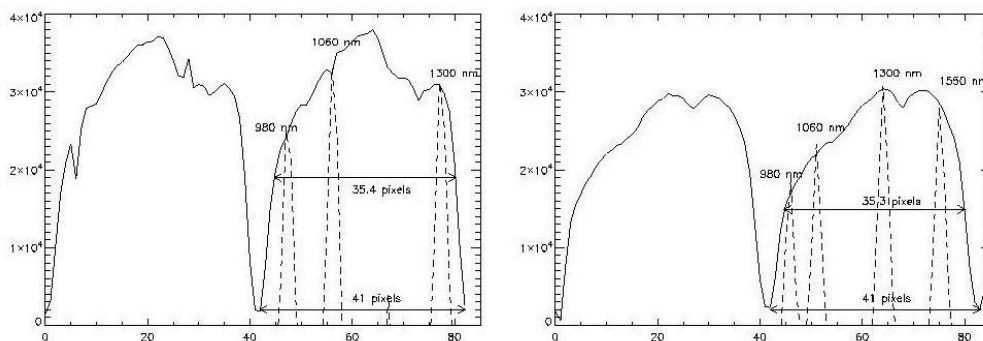 4×10⁴
3×10⁴
2×10⁴
1×10⁴
0
0 20 40 60 80
1060 nm
1300 nm
980 nm
35.4 pixels
41 pixels
4×10⁴
3×10⁴
2×10⁴
1×10⁴
0
0 20 40 60 80
1300 nm
1550 nm
1060 nm
980 nm
35.3 pixels
41 pixels